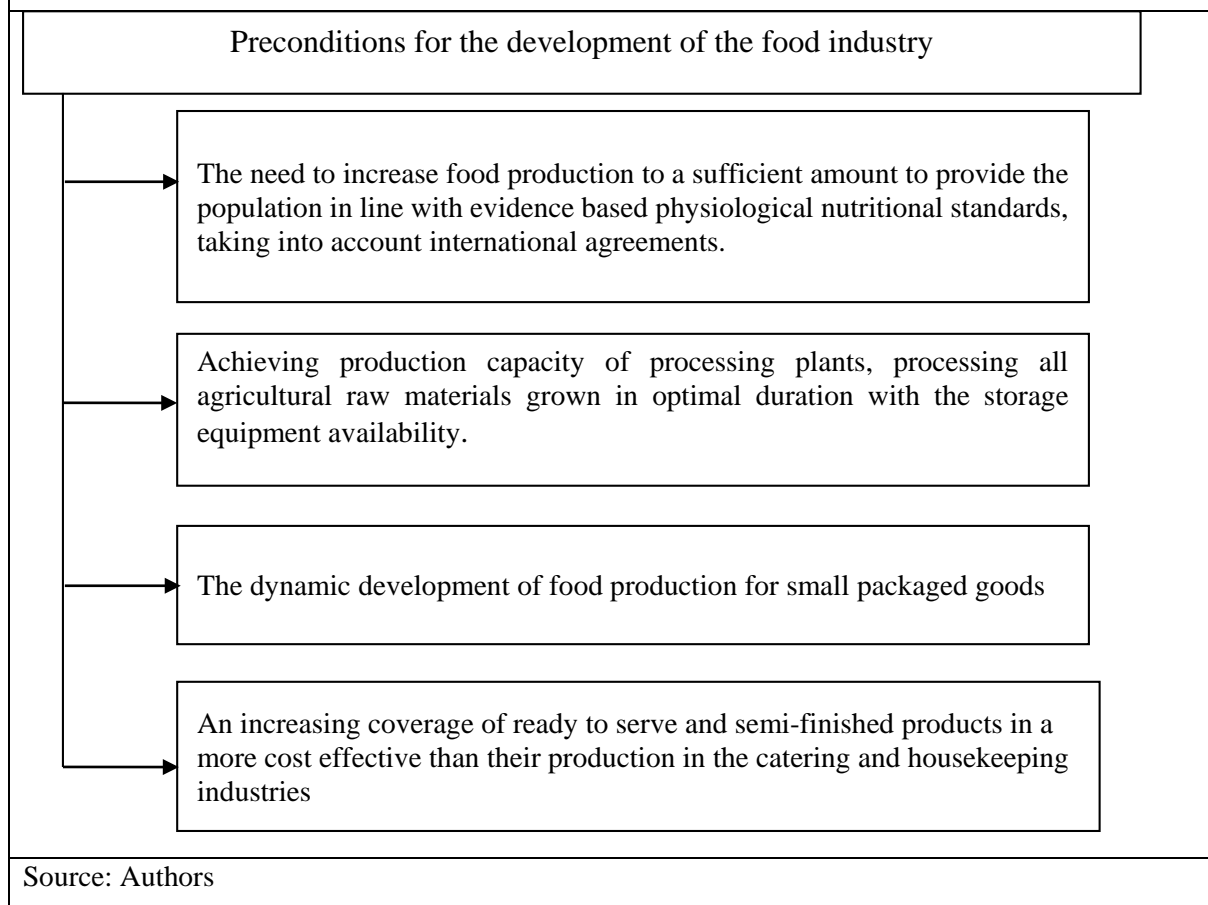 Preconditions for the development of the food industry
The need to increase food production to a sufficient amount to provide the
population in line with evidence based physiological nutritional standards,
taking into account international agreements.
Achieving production capacity of processing plants, processing all
agricultural raw materials grown in optimal duration with the storage
equipment availability.
The dynamic development of food production for small packaged goods
An increasing coverage of ready to serve and semi-finished products in a
more cost effective than their production in the catering and housekeeping
industries
Source: Authors